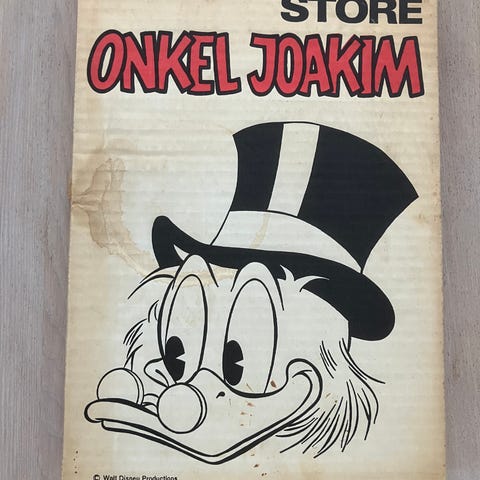 STORE
ONKEL JOAKIM
© Walt Disney Productions